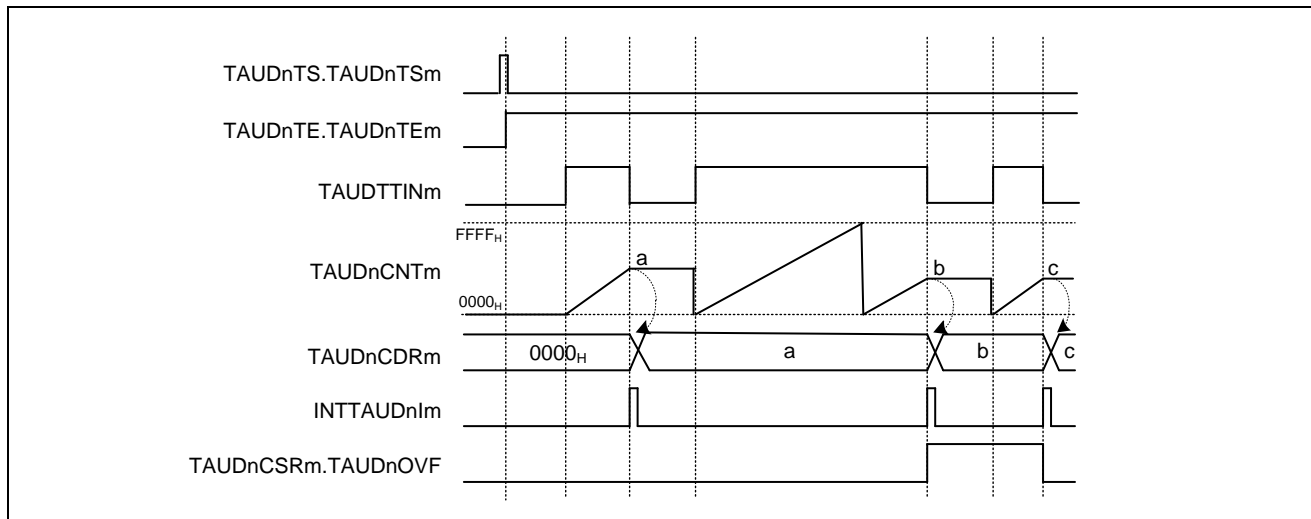 TAUDnTS.TAUDnTSm
TAUDnTE.TAUDnTEm
TAUDTTINm
FFFFH
TAUDnCNTm
a
b
c
0000H
TAUDnCDRm
0000H
a
b
c
INTTAUDnIm
TAUDnCSRm.TAUDnOVF